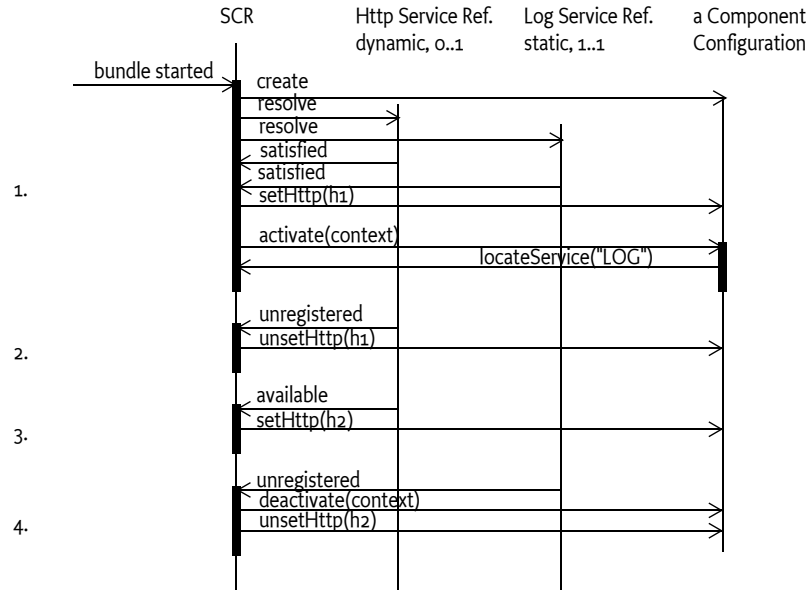 SCR
Http Service Ref.
dynamic, 0..1
Log Service Ref.
static, 1..1
a Component
Configuration
bundle started
create
resolve
resolve
satisfied
satisfied
1.
setHttp(h1)
activate(context)
locateService("LOG")
unregistered
unsetHttp(h1)
2.
available
setHttp(h2)
3.
unregistered
deactivate(context)
unsetHttp(h2)
4.